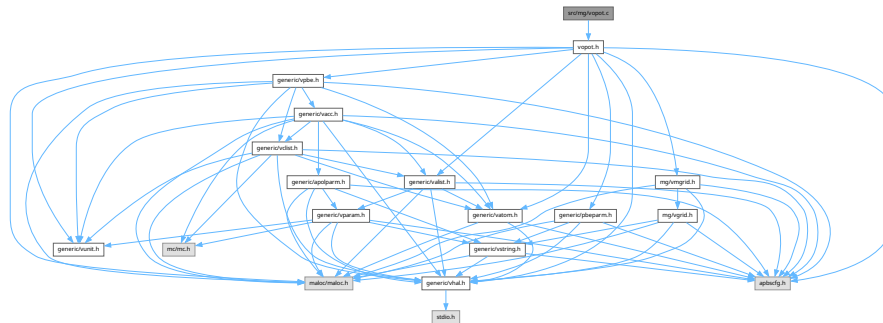 src/mg/vopot.c
vopot.h
generic/vpbe.h
generic/vacc.h
generic/vclist.h
generic/apolparm.h
generic/valist.h
mg/vmgrid.h
generic/vparam.h
generic/vatom.h
generic/pbeparm.h
mg/vgrid.h
generic/vunit.h
mc/mc.h
generic/vstring.h
maloc/maloc.h
generic/vhal.h
apbscfg.h
stdio.h